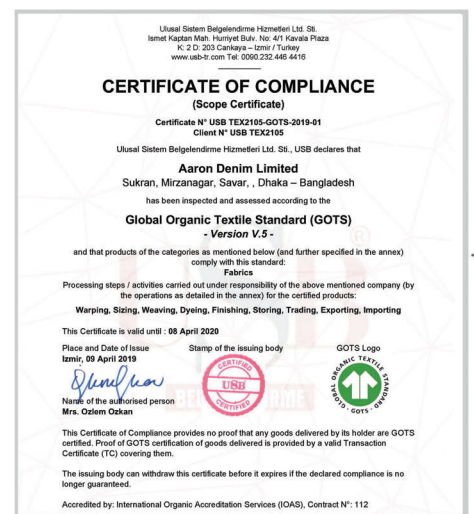 Ulusal Sistem Belgelendirme Hizmetleri Ltd. Sti.
Ismet Kaptan Mah. Hurriyet Bulv. No: 4/1 Kavala Plaza
K: 2 D: 203 Cankaya – Izmir / Turkey
www.usb-tr.com Tel: 0090.232.446 4416
CERTIFICATE OF COMPLIANCE
(Scope Certificate)
Certificate N° USB TEX2105-GOTS-2019-01
Client N° USB TEX2105
Ulusal Sistem Belgelendirme Hizmetleri Ltd. Sti., USB declares that
Aaron Denim Limited
Sukran, Mirzanagar, Savar, , Dhaka – Bangladesh
has been inspected and assessed according to the
Global Organic Textile Standard (GOTS)
- Version V.5 -
and that products of the categories as mentioned below (and further specified in the annex)
comply with this standard:
Fabrics
Processing steps / activities carried out under responsibility of the above mentioned company (by
the operations as detailed in the annex) for the certified products:
Warping, Sizing, Weaving, Dyeing, Finishing, Storing, Trading, Exporting, Importing
This Certificate is valid until : 08 April 2020
Place and Date of Issue Stamp of the issuing body GOTS Logo
Izmir, 09 April 2019
CERTIFIED
USB
CERTIFIED
GLOBAL ORGANIC TEXTILE STANDARD
· GOTS ·
Name of the authorised person
Mrs. Ozlem Ozkan
This Certificate of Compliance provides no proof that any goods delivered by its holder are GOTS
certified. Proof of GOTS certification of goods delivered is provided by a valid Transaction
Certificate (TC) covering them.
The issuing body can withdraw this certificate before it expires if the declared compliance is no
longer guaranteed.
Accredited by: International Organic Accreditation Services (IOAS), Contract N°: 112